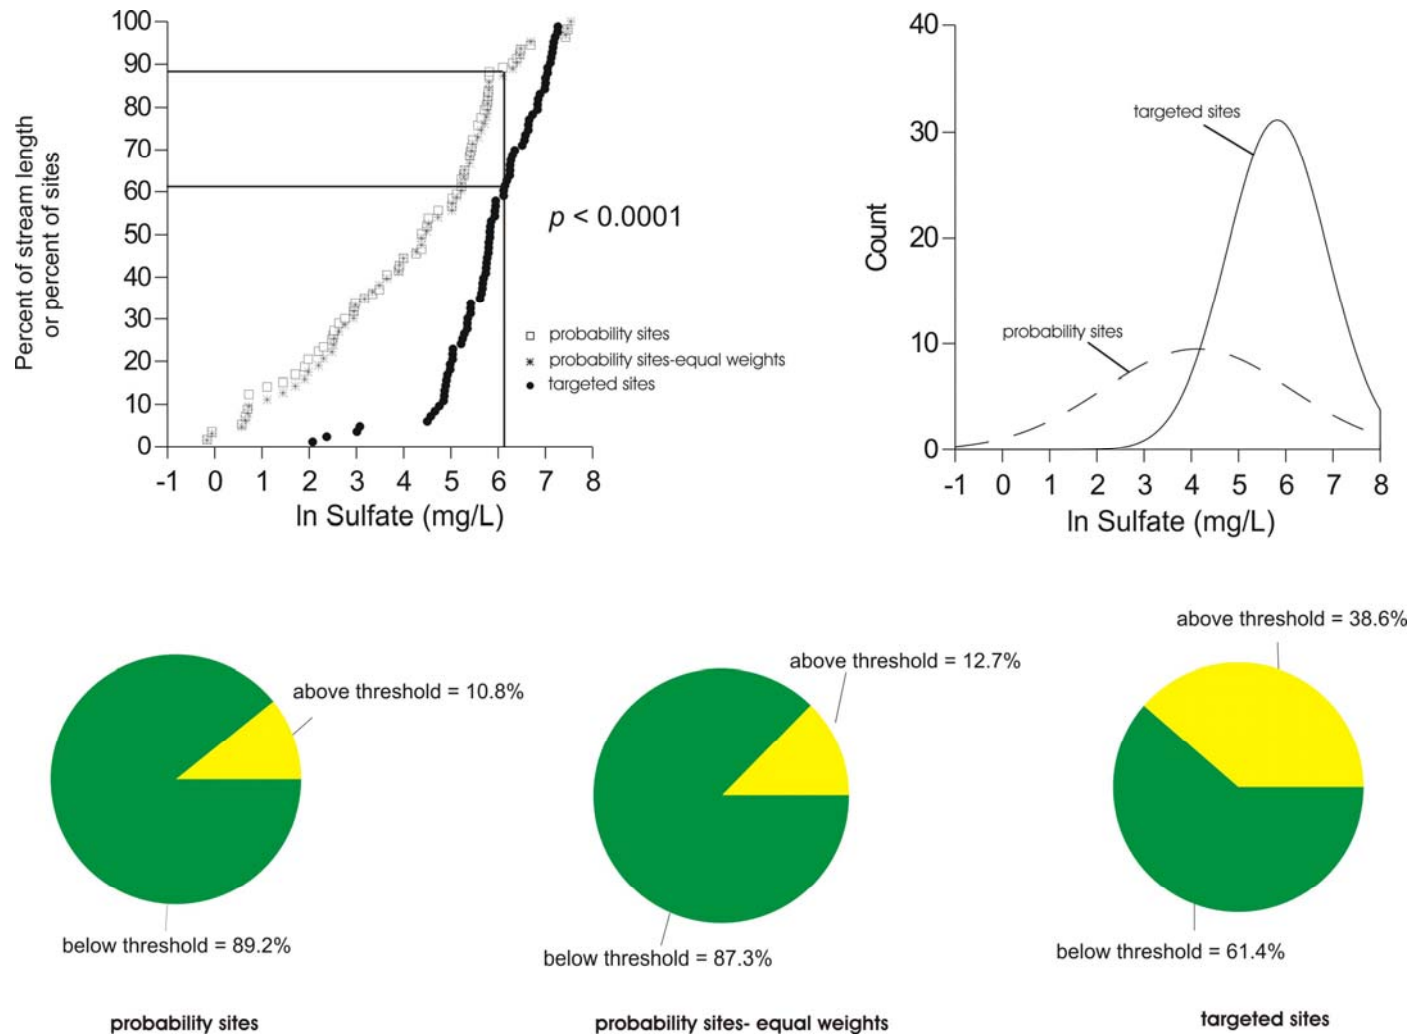 Percent of stream length
or percent of sites
100
90
80
70
60
50
40
30
20
10
0
-1 0 1 2 3 4 5 6 7 8
ln Sulfate (mg/L)
p < 0.0001
probability sites
probability sites-equal weights
targeted sites
Count
40
30
20
10
0
targeted sites
probability sites
-1 0 1 2 3 4 5 6 7 8
ln Sulfate (mg/L)
above threshold = 10.8%
below threshold = 89.2%
probability sites
above threshold = 12.7%
below threshold = 87.3%
probability sites- equal weights
above threshold = 38.6%
below threshold = 61.4%
targeted sites